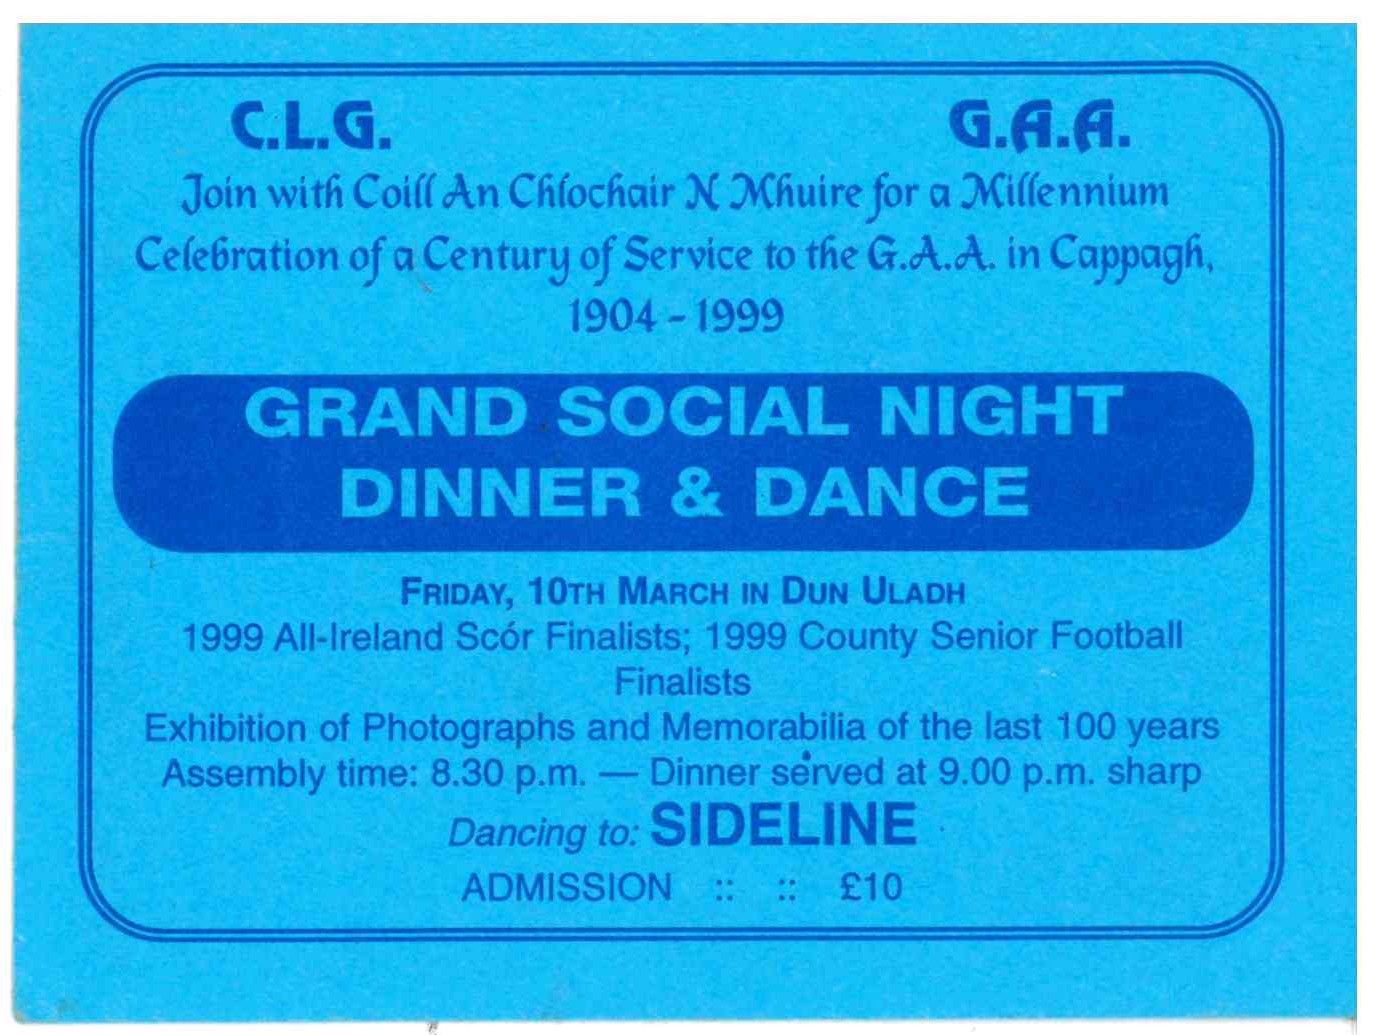 C.L.G. G.A.A.
Join with Coill An Chlochair N Mhuire for a Millennium
Celebration of a Century of Service to the G.A.A. in Cappagh,
1904 - 1999
GRAND SOCIAL NIGHT
DINNER & DANCE
FRIDAY, 10TH MARCH IN DUN ULADH
1999 All-Ireland Scór Finalists; 1999 County Senior Football
Finalists
Exhibition of Photographs and Memorabilia of the last 100 years
Assembly time: 8.30 p.m. — Dinner served at 9.00 p.m. sharp
Dancing to: SIDELINE
ADMISSION :: :: £10